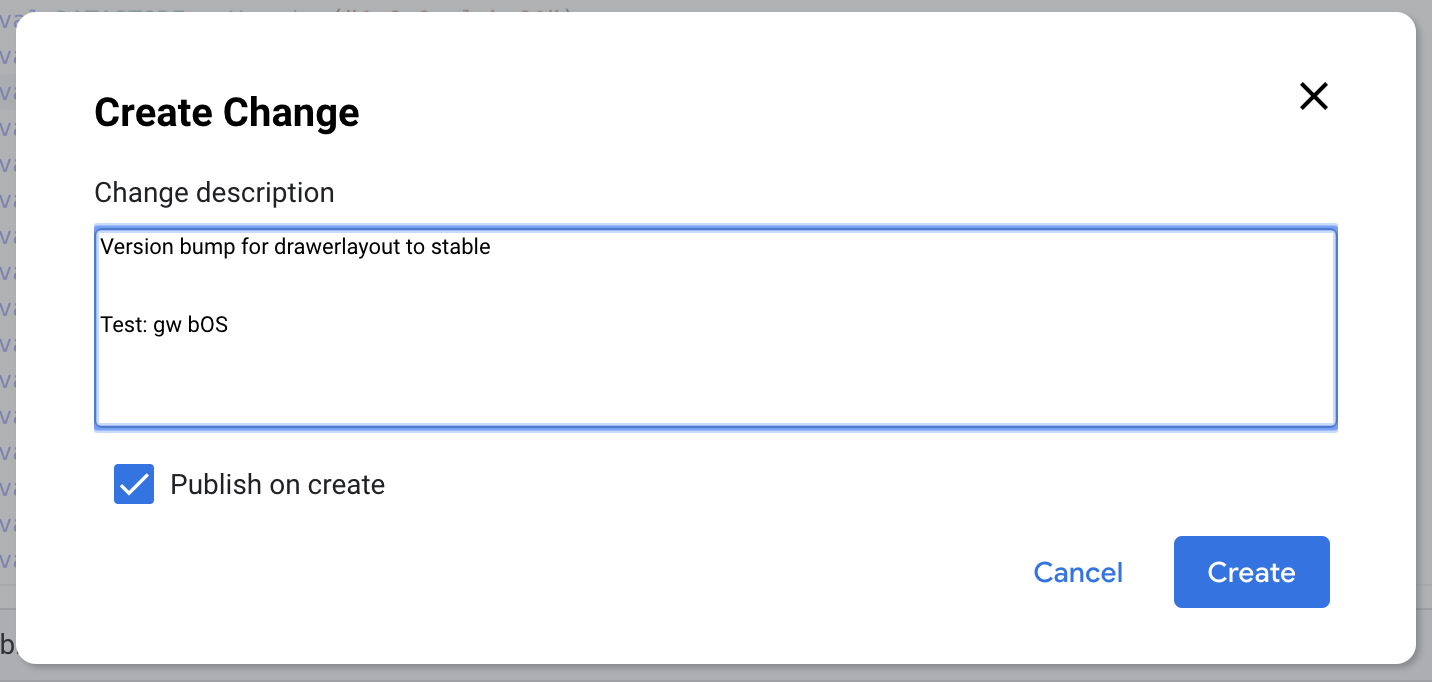 Create Change
Change description
Version bump for drawerlayout to stable
Test: gw bOS
Publish on create
Cancel
Create